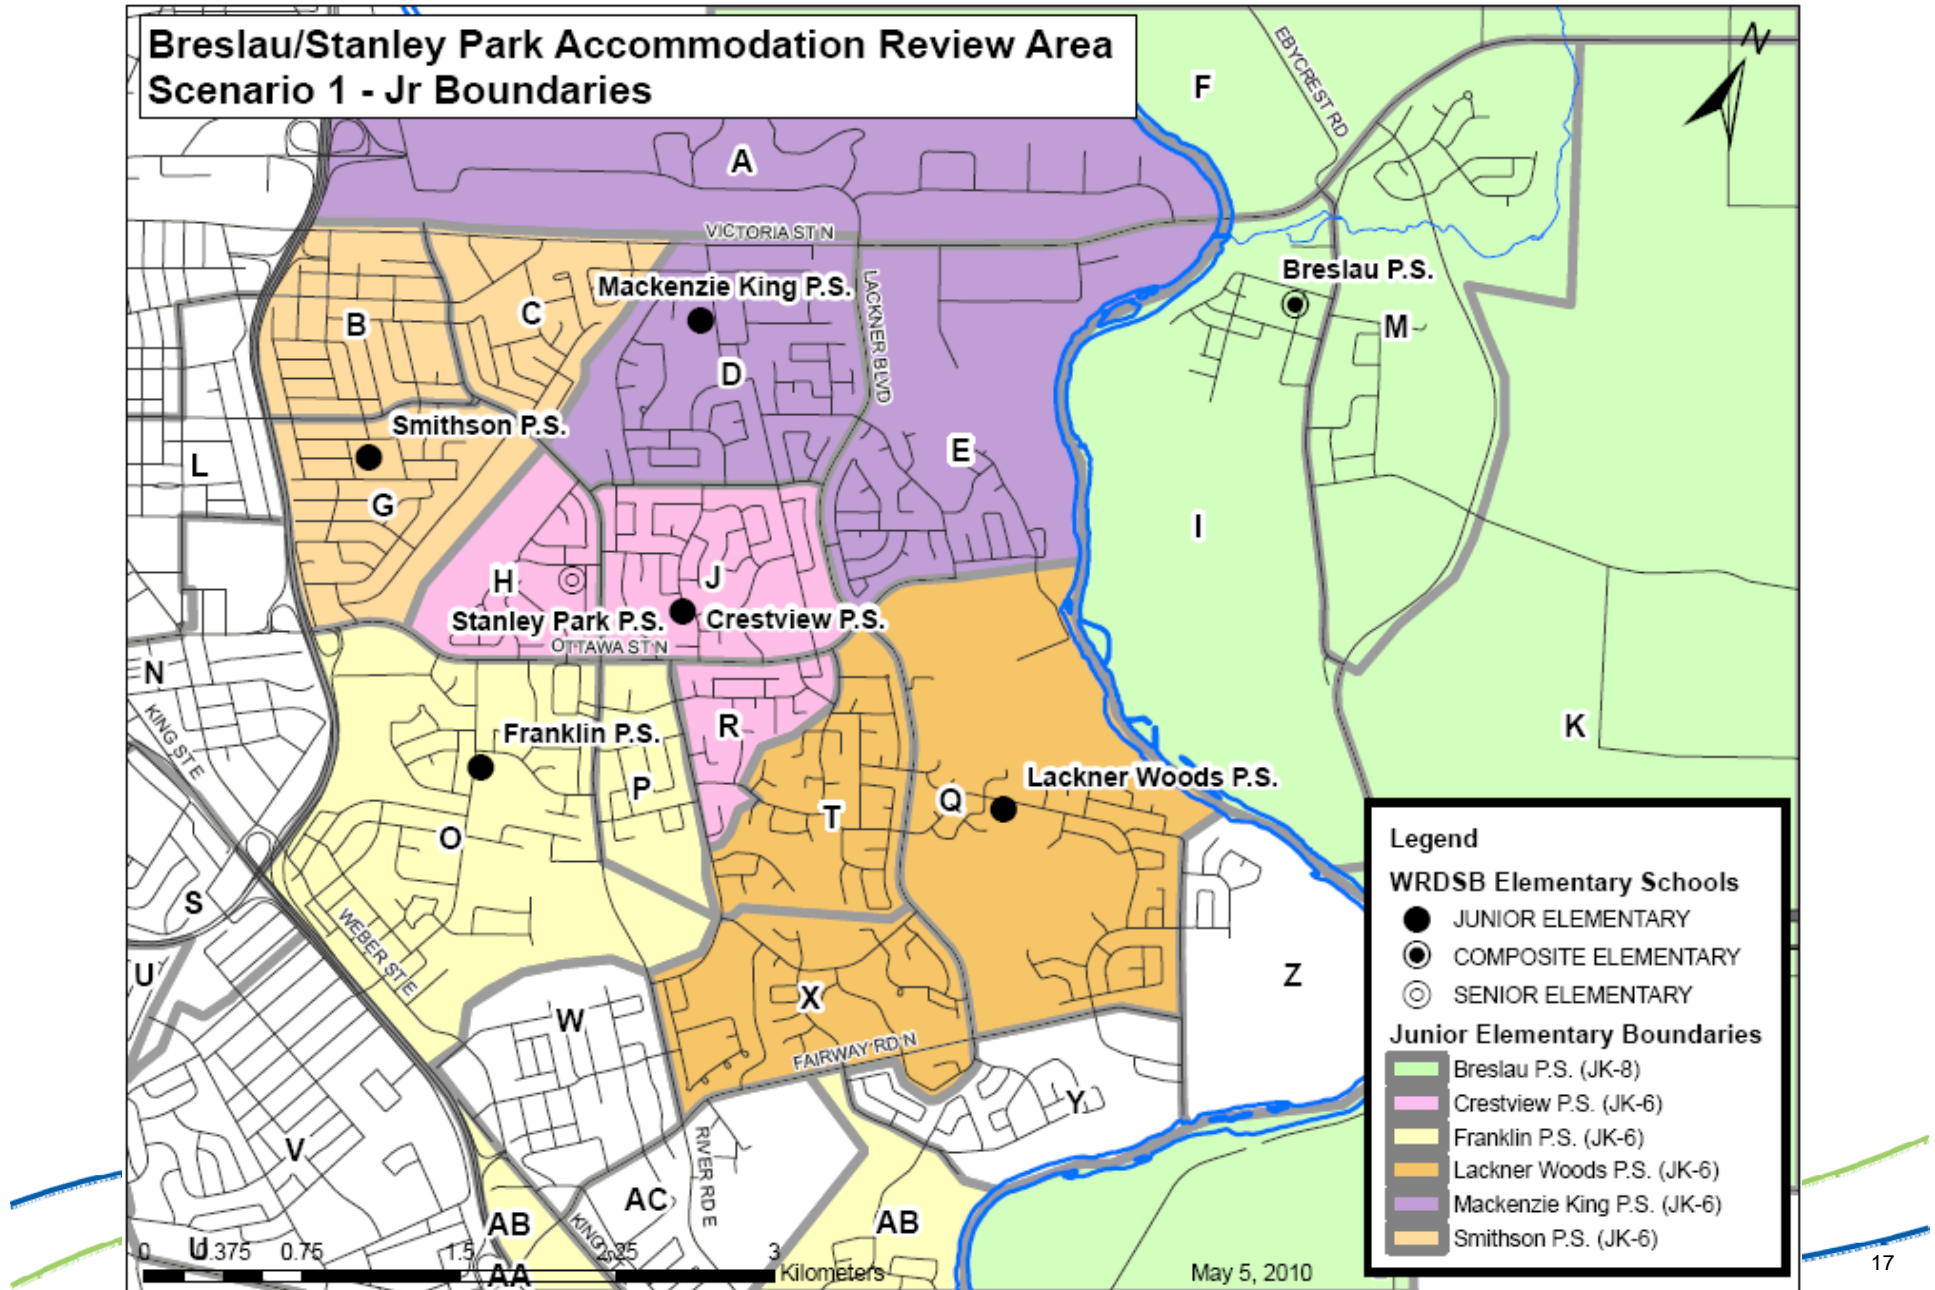 Breslau/Stanley Park Accommodation Review Area
Scenario 1 - Jr Boundaries
N
F
EBYCREST RD
A
VICTORIA ST N
Mackenzie King P.S.
Breslau P.S.
LACKNER BLVD
B
C
M
D
Smithson P.S.
E
L
G
I
H
J
Stanley Park P.S.
Crestview P.S.
OTTAWA ST N
N
KING ST E
Franklin P.S.
R
K
P
Lackner Woods P.S.
Q
T
O
S
WEBER ST E
U
Z
X
W
FAIRWAY RD N
Y
V
RIVER RD E
AC
AB
AB
KING ST
U
AA
0 0.375 0.75 1.5 2.25 3
Kilometers
May 5, 2010
Legend
WRDSB Elementary Schools
JUNIOR ELEMENTARY
COMPOSITE ELEMENTARY
SENIOR ELEMENTARY
Junior Elementary Boundaries
Breslau P.S. (JK-8)
Crestview P.S. (JK-6)
Franklin P.S. (JK-6)
Lackner Woods P.S. (JK-6)
Mackenzie King P.S. (JK-6)
Smithson P.S. (JK-6)
17